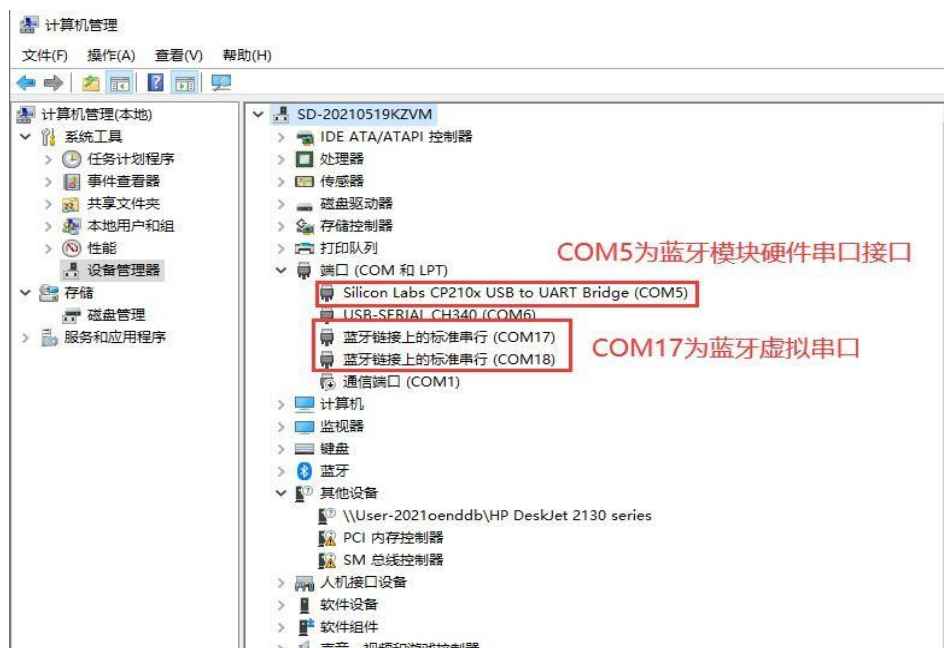 计算机管理
文件(F) 操作(A) 查看(V) 帮助(H)
计算机管理(本地)
系统工具
任务计划程序
事件查看器
共享文件夹
本地用户和组
性能
设备管理器
存储
磁盘管理
服务和应用程序
SD-20210519KZVM
IDE ATA/ATAPI 控制器
处理器
传感器
磁盘驱动器
存储控制器
打印队列
端口 (COM 和 LPT)
COM5为蓝牙模块硬件串口接口
Silicon Labs CP210x USB to UART Bridge (COM5)
USB-SERIAL CH340 (COM6)
蓝牙链接上的标准串行 (COM17)
COM17为蓝牙虚拟串口
蓝牙链接上的标准串行 (COM18)
通信端口 (COM1)
计算机
监视器
键盘
蓝牙
其他设备
\\User-2021oenddb\HP DeskJet 2130 series
PCI 内存控制器
SM 总线控制器
人机接口设备
软件设备
软件组件
声音、视频和游戏控制器